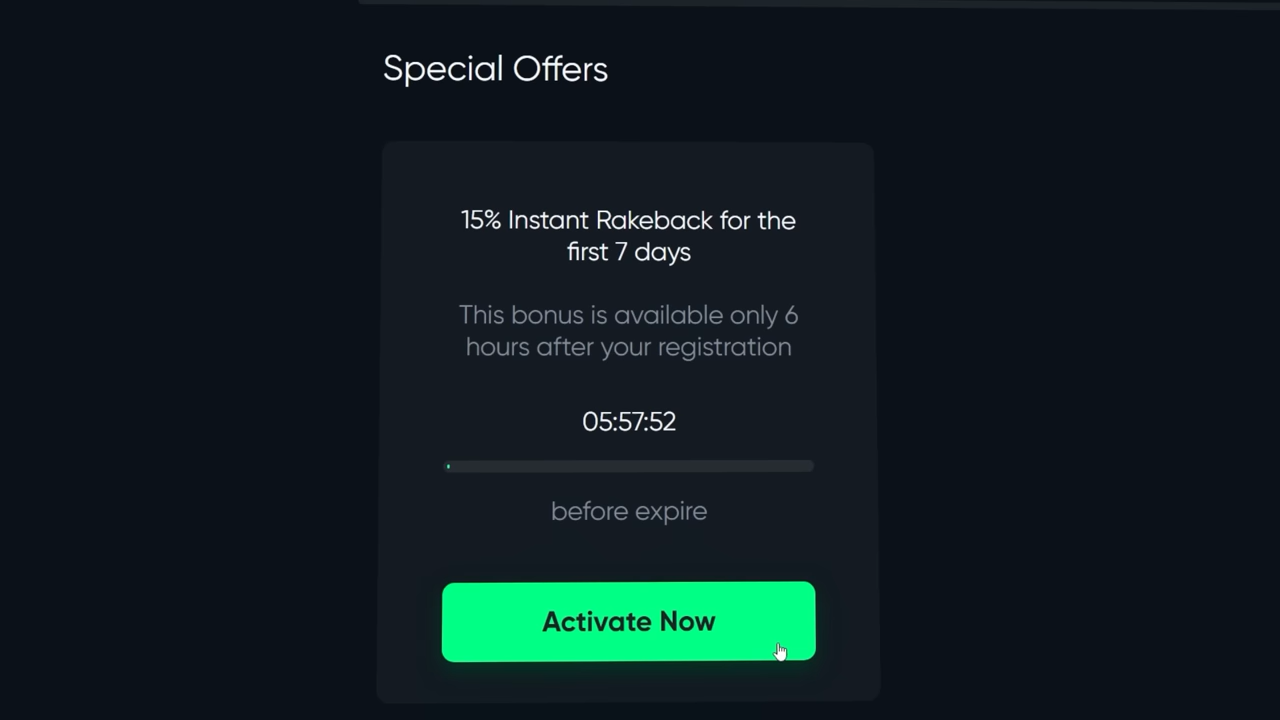 Special Offers
15% Instant Rakeback for the
first 7 days
This bonus is available only 6
hours after your registration
05:57:52
before expire
Activate Now